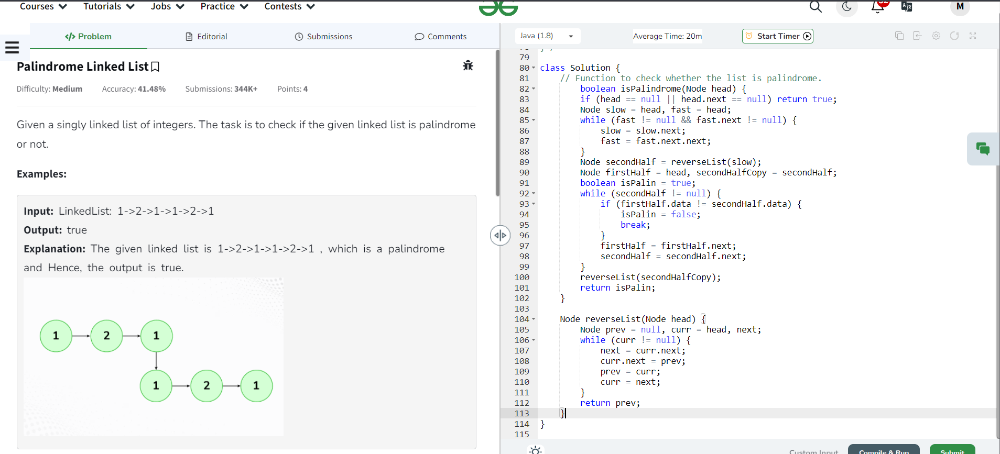 Courses Tutorials Jobs Practice Contests
M
Problem Editorial Submissions Comments
Java (1.8) Average Time: 20m Start Timer
Palindrome Linked List
Difficulty: Medium Accuracy: 41.48% Submissions: 344K+ Points: 4
Given a singly linked list of integers. The task is to check if the given linked list is palindrome
or not.
Examples:
Input: LinkedList: 1->2->1->1->2->1
Output: true
Explanation: The given linked list is 1->2->1->1->2->1 , which is a palindrome
and Hence, the output is true.
1 2 1
1 2 1
79
80 class Solution {
81 // Function to check whether the list is palindrome.
82 boolean isPalindrome(Node head) {
83 if (head == null || head.next == null) return true;
84 Node slow = head, fast = head;
85 while (fast != null && fast.next != null) {
86 slow = slow.next;
87 fast = fast.next.next;
88 }
89 Node secondHalf = reverseList(slow);
90 Node firstHalf = head, secondHalfCopy = secondHalf;
91 boolean isPalin = true;
92 while (secondHalf != null) {
93 if (firstHalf.data != secondHalf.data) {
94 isPalin = false;
95 break;
96 }
97 firstHalf = firstHalf.next;
98 secondHalf = secondHalf.next;
99 }
100 reverseList(secondHalfCopy);
101 return isPalin;
102 }
103
104 Node reverseList(Node head) {
105 Node prev = null, curr = head, next;
106 while (curr != null) {
107 next = curr.next;
108 curr.next = prev;
109 prev = curr;
110 curr = next;
111 }
112 return prev;
113 }
114 }
115
Custom Input Compile & Run Submit